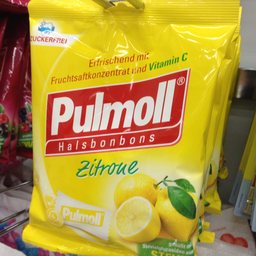 ZUCKERFREI
Erfrischend mit
Fruchtsaftkonzentrat und Vitamin C
Pulmoll®
Halsbonbons
Zitrone
Pulmoll